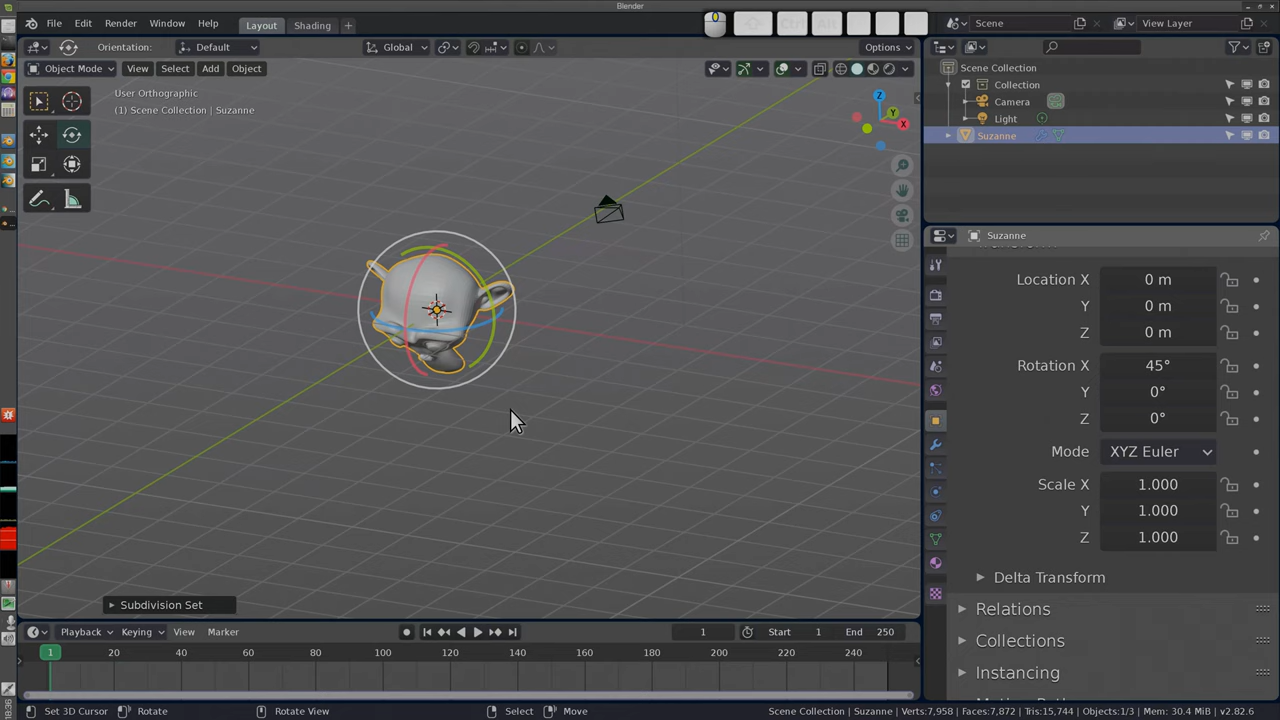 Blender
File Edit Render Window Help Layout Shading + Ctrl Alt Scene View Layer
Orientation: Default Global Options
Object Mode View Select Add Object
User Orthographic
(1) Scene Collection | Suzanne
Z
Y
X
Scene Collection
Collection
Camera
Light
Suzanne
Suzanne
Transform
Location X 0 m
Y 0 m
Z 0 m
Rotation X 45°
Y 0°
Z 0°
Mode XYZ Euler
Scale X 1.000
Y 1.000
Z 1.000
Delta Transform
Relations
Collections
Instancing
Subdivision Set
Playback Keying View Marker 1 Start 1 End 250
1 20 40 60 80 100 120 140 160 180 200 220 240
18:36
Set 3D Cursor Rotate Rotate View Select Move Scene Collection | Suzanne | Verts:7,958 | Faces:7,872 | Tris:15,744 | Objects:1/3 | Mem: 30.4 MiB | v2.82.6